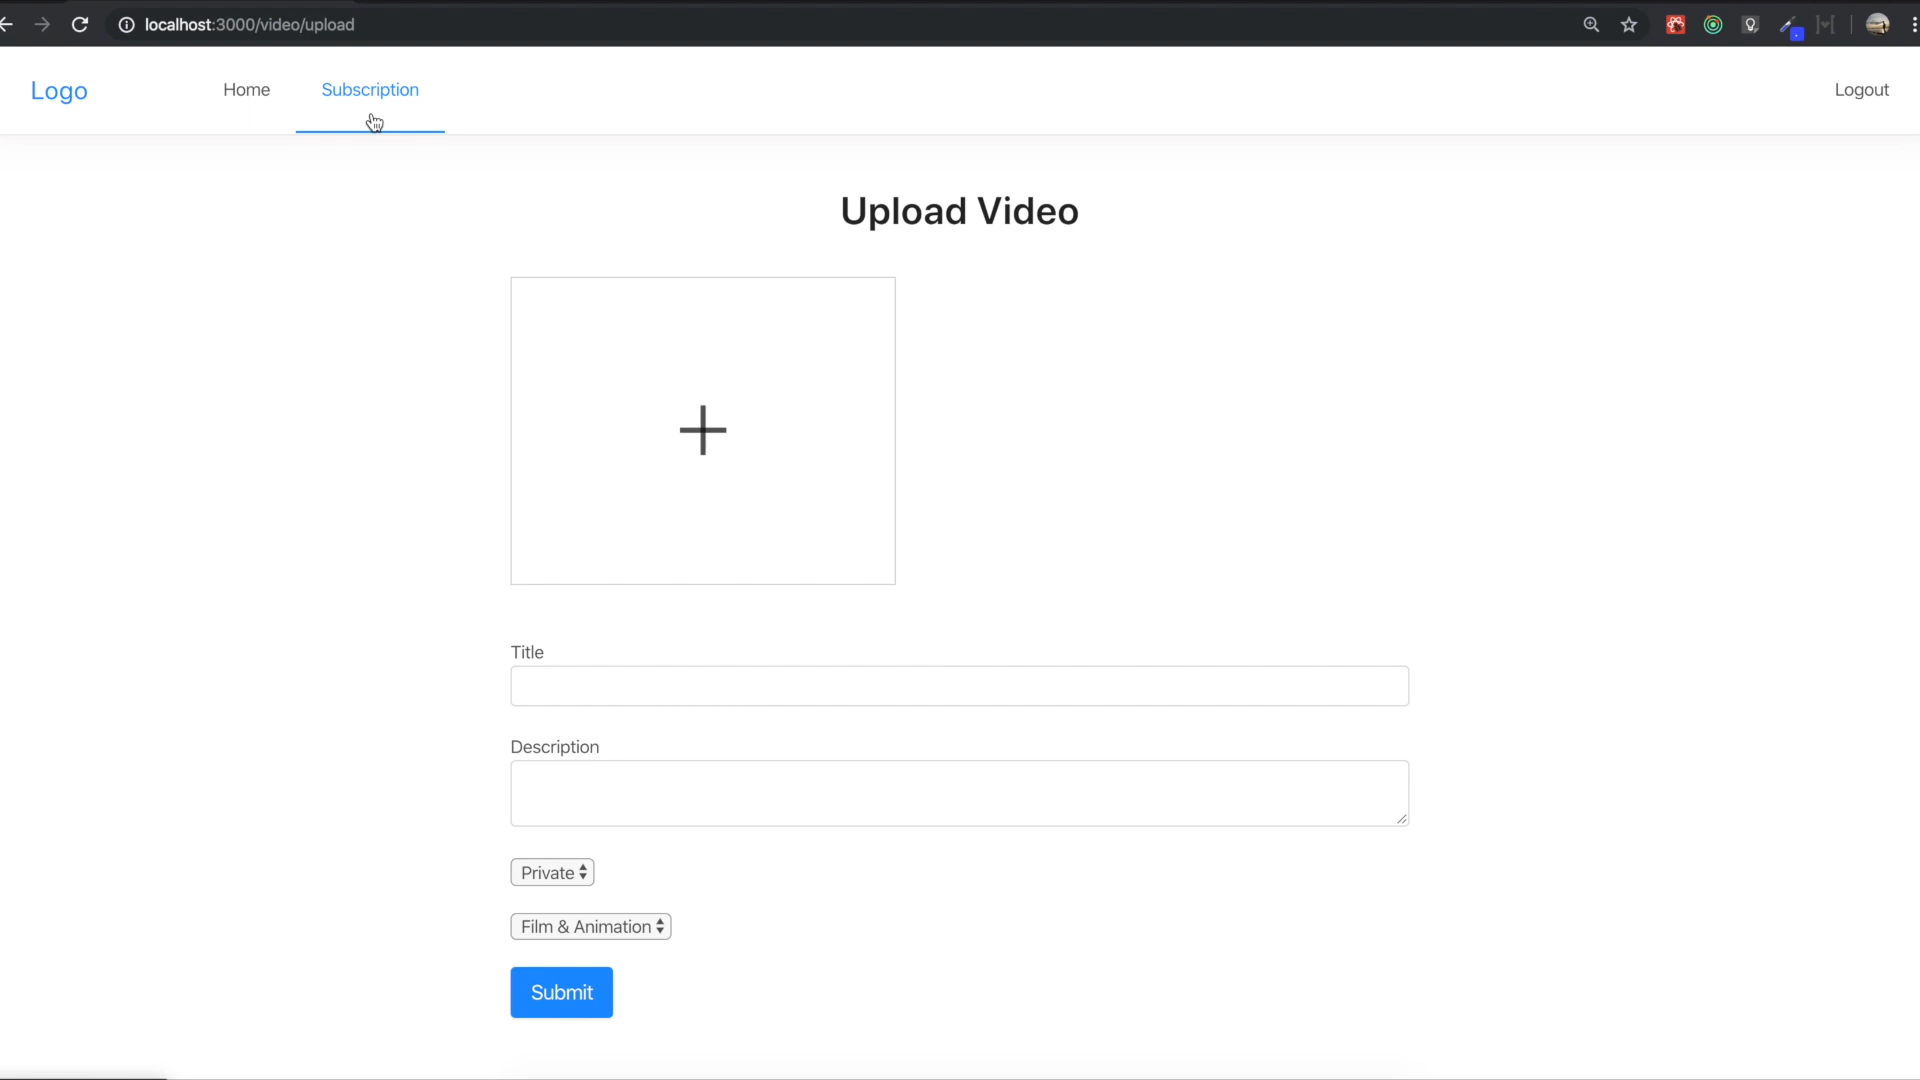 localhost:3000/video/upload
Logo Home Subscription Logout
Upload Video
Title
Description
Private
Film & Animation
Submit